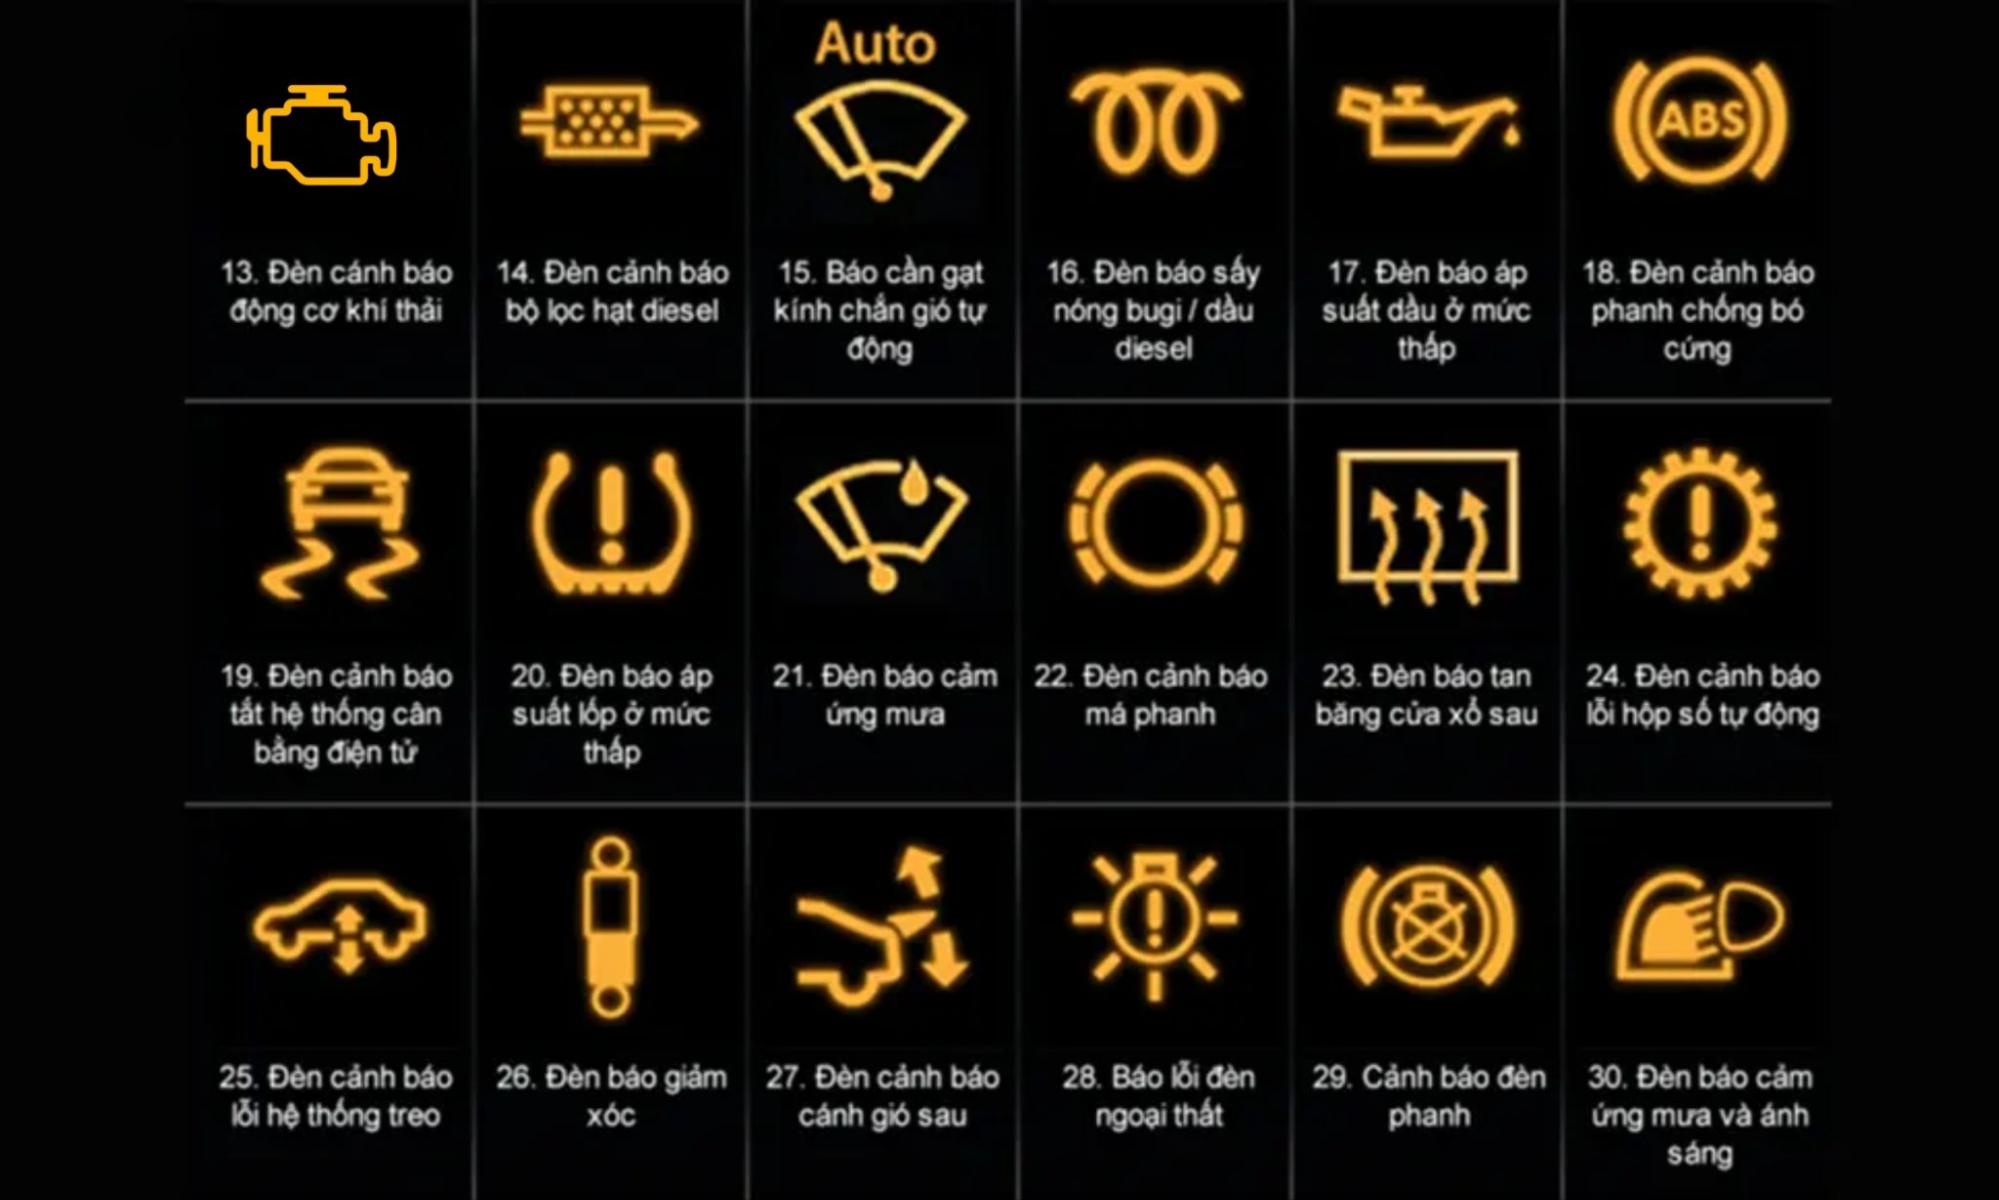 Auto
ABS
13. Đèn cánh báo
động cơ khí thải
14. Đèn cảnh báo
bộ lọc hạt diesel
15. Báo cần gạt
kính chắn gió tự
động
16. Đèn báo sấy
nóng bugi / dầu
diesel
17. Đèn báo áp
suất dầu ở mức
thấp
18. Đèn cảnh báo
phanh chống bó
cứng
19. Đèn cảnh báo
tắt hệ thống cân
bằng điện tử
20. Đèn báo áp
suất lốp ở mức
thấp
21. Đèn báo cảm
ứng mưa
22. Đèn cảnh báo
má phanh
23. Đèn báo tan
băng cửa xổ sau
24. Đèn cảnh báo
lỗi hộp số tự động
25. Đèn cảnh báo
lỗi hệ thống treo
26. Đèn báo giảm
xóc
27. Đèn cảnh báo
cánh gió sau
28. Báo lỗi đèn
ngoại thất
29. Cảnh báo đèn
phanh
30. Đèn báo cảm
ứng mưa và ánh
sáng